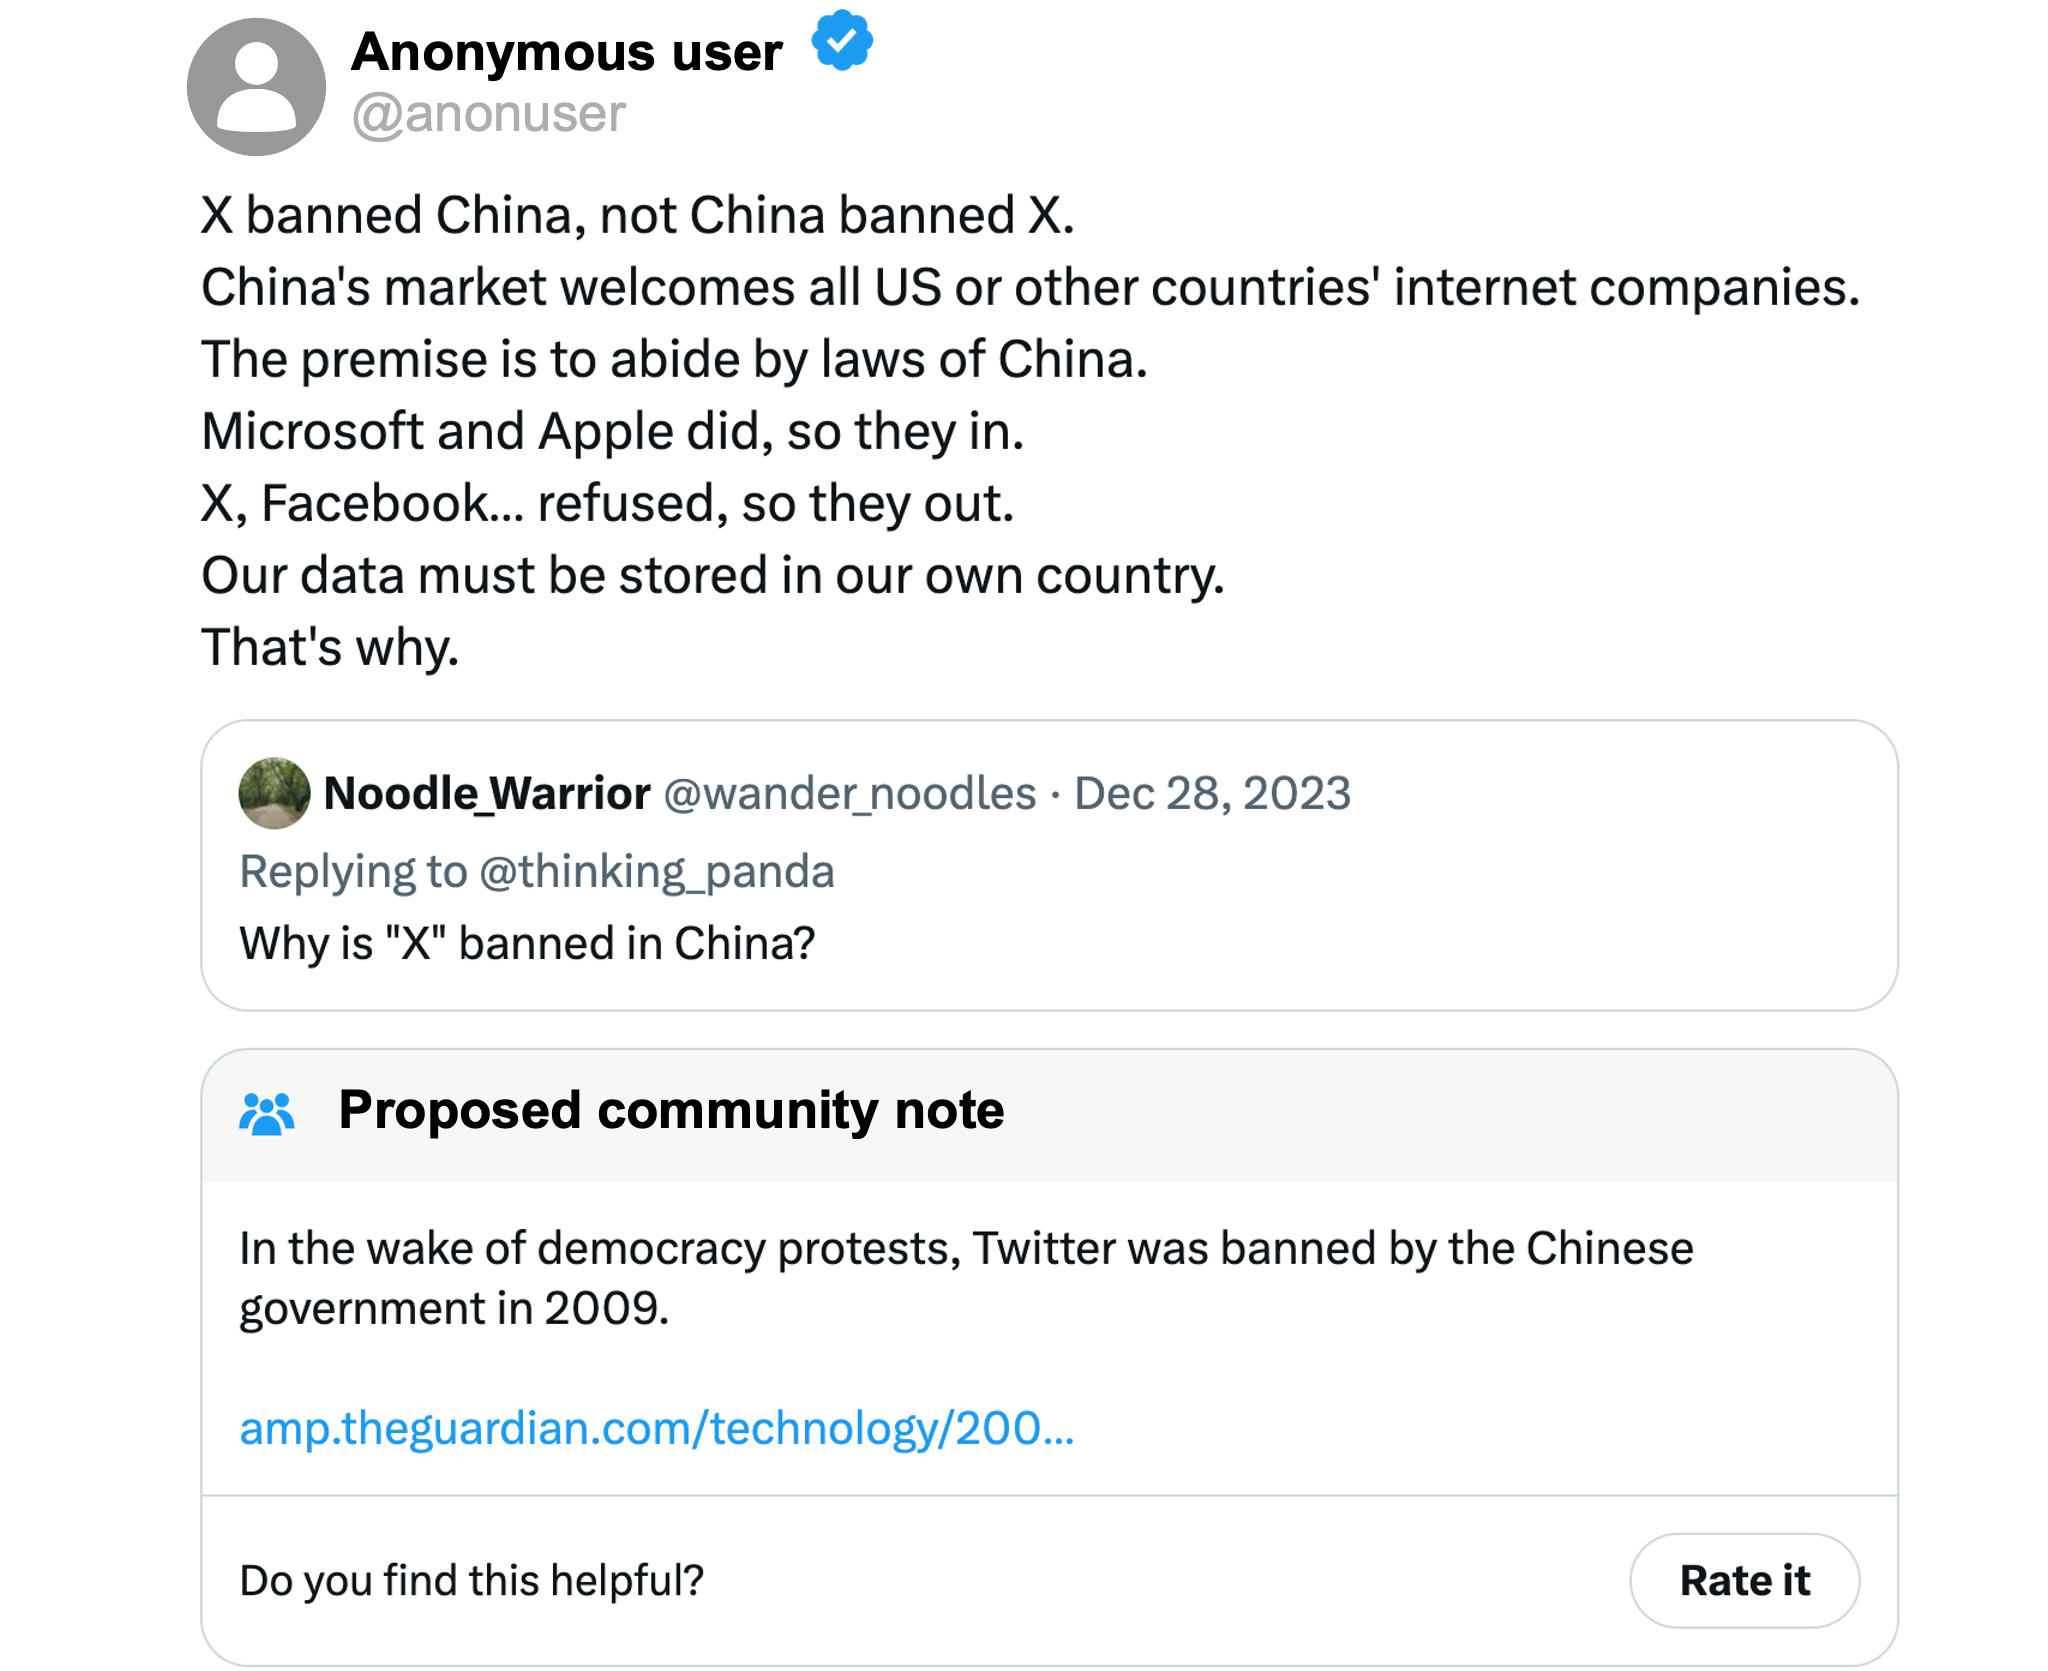 Anonymous user
@anonuser
X banned China, not China banned X.
China's market welcomes all US or other countries' internet companies.
The premise is to abide by laws of China.
Microsoft and Apple did, so they in.
X, Facebook... refused, so they out.
Our data must be stored in our own country.
That's why.
Noodle_Warrior @wander_noodles · Dec 28, 2023
Replying to @thinking_panda
Why is "X" banned in China?
Proposed community note
In the wake of democracy protests, Twitter was banned by the Chinese
government in 2009.
amp.theguardian.com/technology/200...
Do you find this helpful?
Rate it